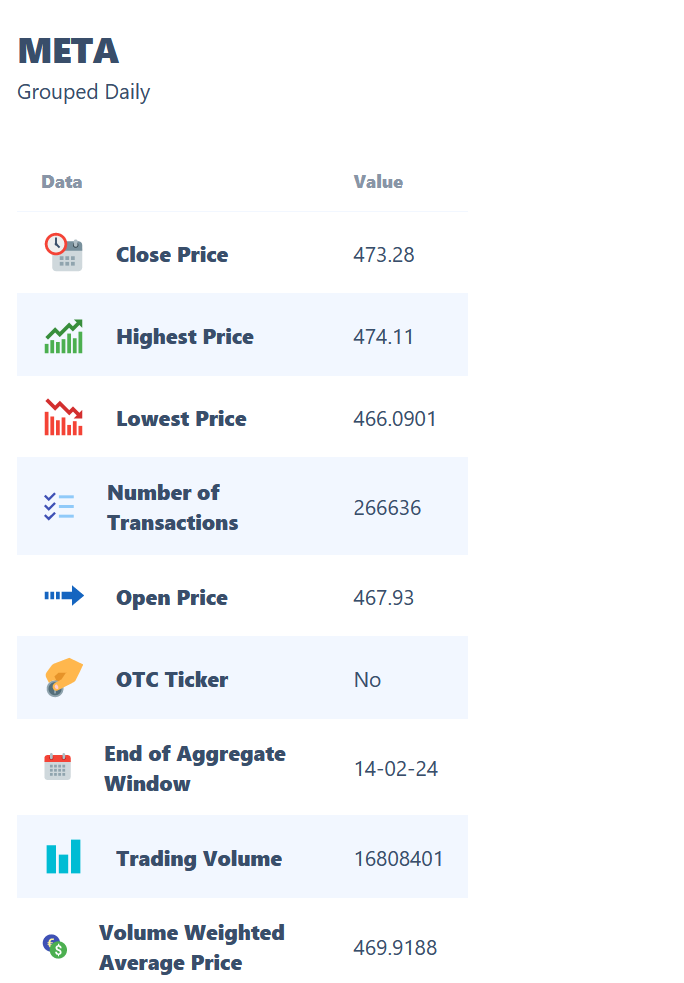 META
Grouped Daily
Data Value
Close Price 473.28
Highest Price 474.11
Lowest Price 466.0901
Number of
Transactions 266636
Open Price 467.93
OTC Ticker No
End of Aggregate
Window 14-02-24
Trading Volume 16808401
Volume Weighted
Average Price 469.9188